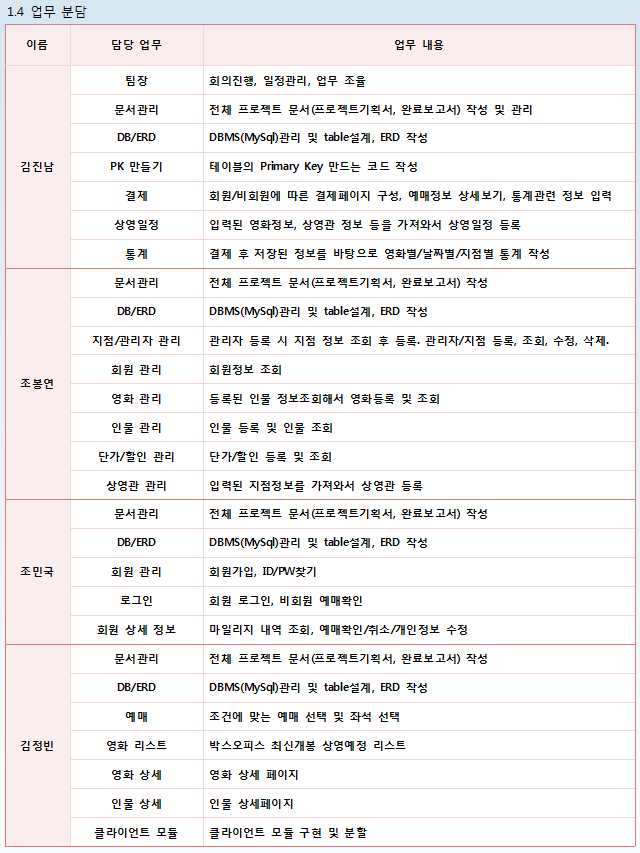 1.4 업무 분담
이름 담당 업무 업무 내용
팀장 회의진행, 일정관리, 업무 조율
문서관리 전체 프로젝트 문서(프로젝트기획서, 완료보고서) 작성 및 관리
DB/ERD DBMS(MySql)관리 및 table설계, ERD 작성
김진남 PK 만들기 테이블의 Primary Key 만드는 코드 작성
결제 회원/비회원에 따른 결제페이지 구성, 예매정보 상세보기, 통계관련 정보 입력
상영일정 입력된 영화정보, 상영관 정보 등을 가져와서 상영일정 등록
통계 결제 후 저장된 정보를 바탕으로 영화별/날짜별/지점별 통계 작성
문서관리 전체 프로젝트 문서(프로젝트기획서, 완료보고서) 작성
DB/ERD DBMS(MySql)관리 및 table설계, ERD 작성
지점/관리자 관리 관리자 등록 시 지점 정보 조회 후 등록. 관리자/지점 등록, 조회, 수정, 삭제.
회원 관리 회원정보 조회
조봉연 영화 관리 등록된 인물 정보조회해서 영화등록 및 조회
인물 관리 인물 등록 및 인물 조회
단가/할인 관리 단가/할인 등록 및 조회
상영관 관리 입력된 지점정보를 가져와서 상영관 등록
문서관리 전체 프로젝트 문서(프로젝트기획서, 완료보고서) 작성
DB/ERD DBMS(MySql)관리 및 table설계, ERD 작성
조민국 회원 관리 회원가입, ID/PW찾기
로그인 회원 로그인, 비회원 예매확인
회원 상세 정보 마일리지 내역 조회, 예매확인/취소/개인정보 수정
문서관리 전체 프로젝트 문서(프로젝트기획서, 완료보고서) 작성
DB/ERD DBMS(MySql)관리 및 table설계, ERD 작성
예매 조건에 맞는 예매 선택 및 좌석 선택
김정빈 영화 리스트 박스오피스 최신개봉 상영예정 리스트
영화 상세 영화 상세 페이지
인물 상세 인물 상세페이지
클라이언트 모듈 클라이언트 모듈 구현 및 분할